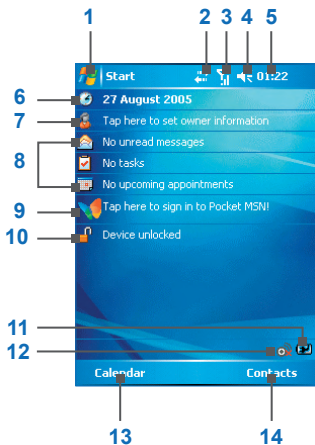 1 2 3 4 5
Start 01:22
6 27 August 2005
7 Tap here to set owner information
8 No unread messages
No tasks
No upcoming appointments
9 Tap here to sign in to Pocket MSN!
10 Device unlocked
11
12
Calendar Contacts
13 14